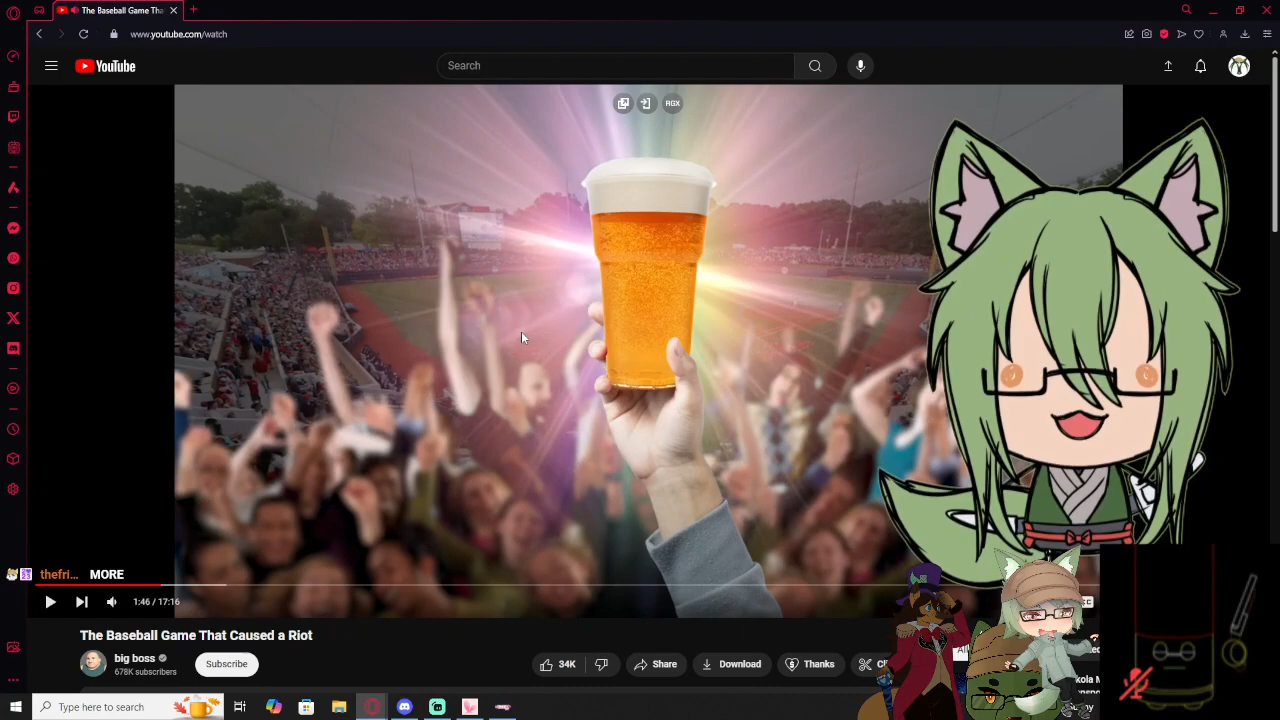 The Baseball Game Tha
www.youtube.com/watch
YouTube
Search
RGX
thefri... MORE
1:46 / 17:16
The Baseball Game That Caused a Riot
big boss
678K subscribers
Subscribe
34K
Share
Download
Thanks
Type here to search